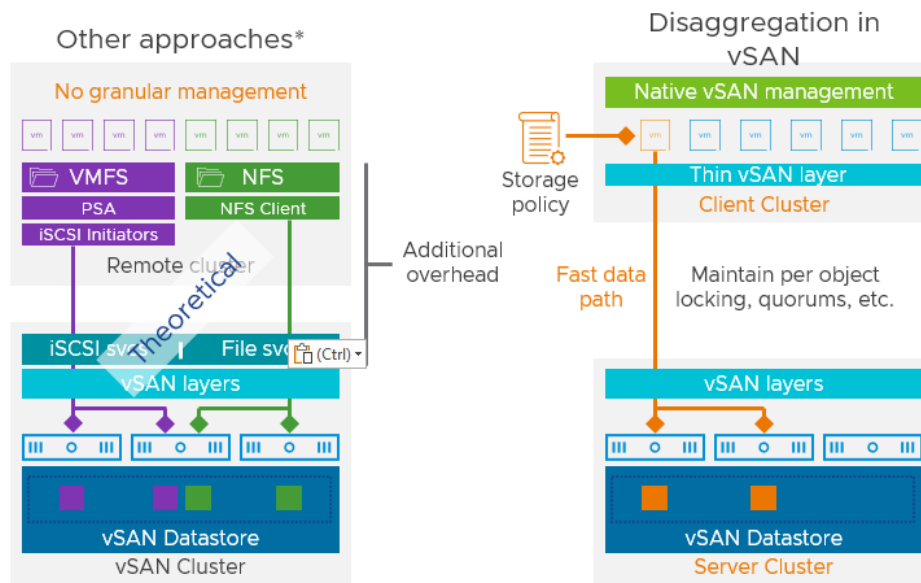 Other approaches*
No granular management
vm vm vm vm vm vm vm vm
VMFS
NFS
PSA
NFS Client
iSCSI Initiators
Remote cluster
Additional
overhead
Theoretical
iSCSI svcs
File svc
(Ctrl)
vSAN layers
vSAN Datastore
vSAN Cluster
Disaggregation in
vSAN
Native vSAN management
vm vm vm vm vm vm
Storage
policy
Thin vSAN layer
Client Cluster
Fast data
path
Maintain per object
locking, quorums, etc.
vSAN layers
vSAN Datastore
Server Cluster